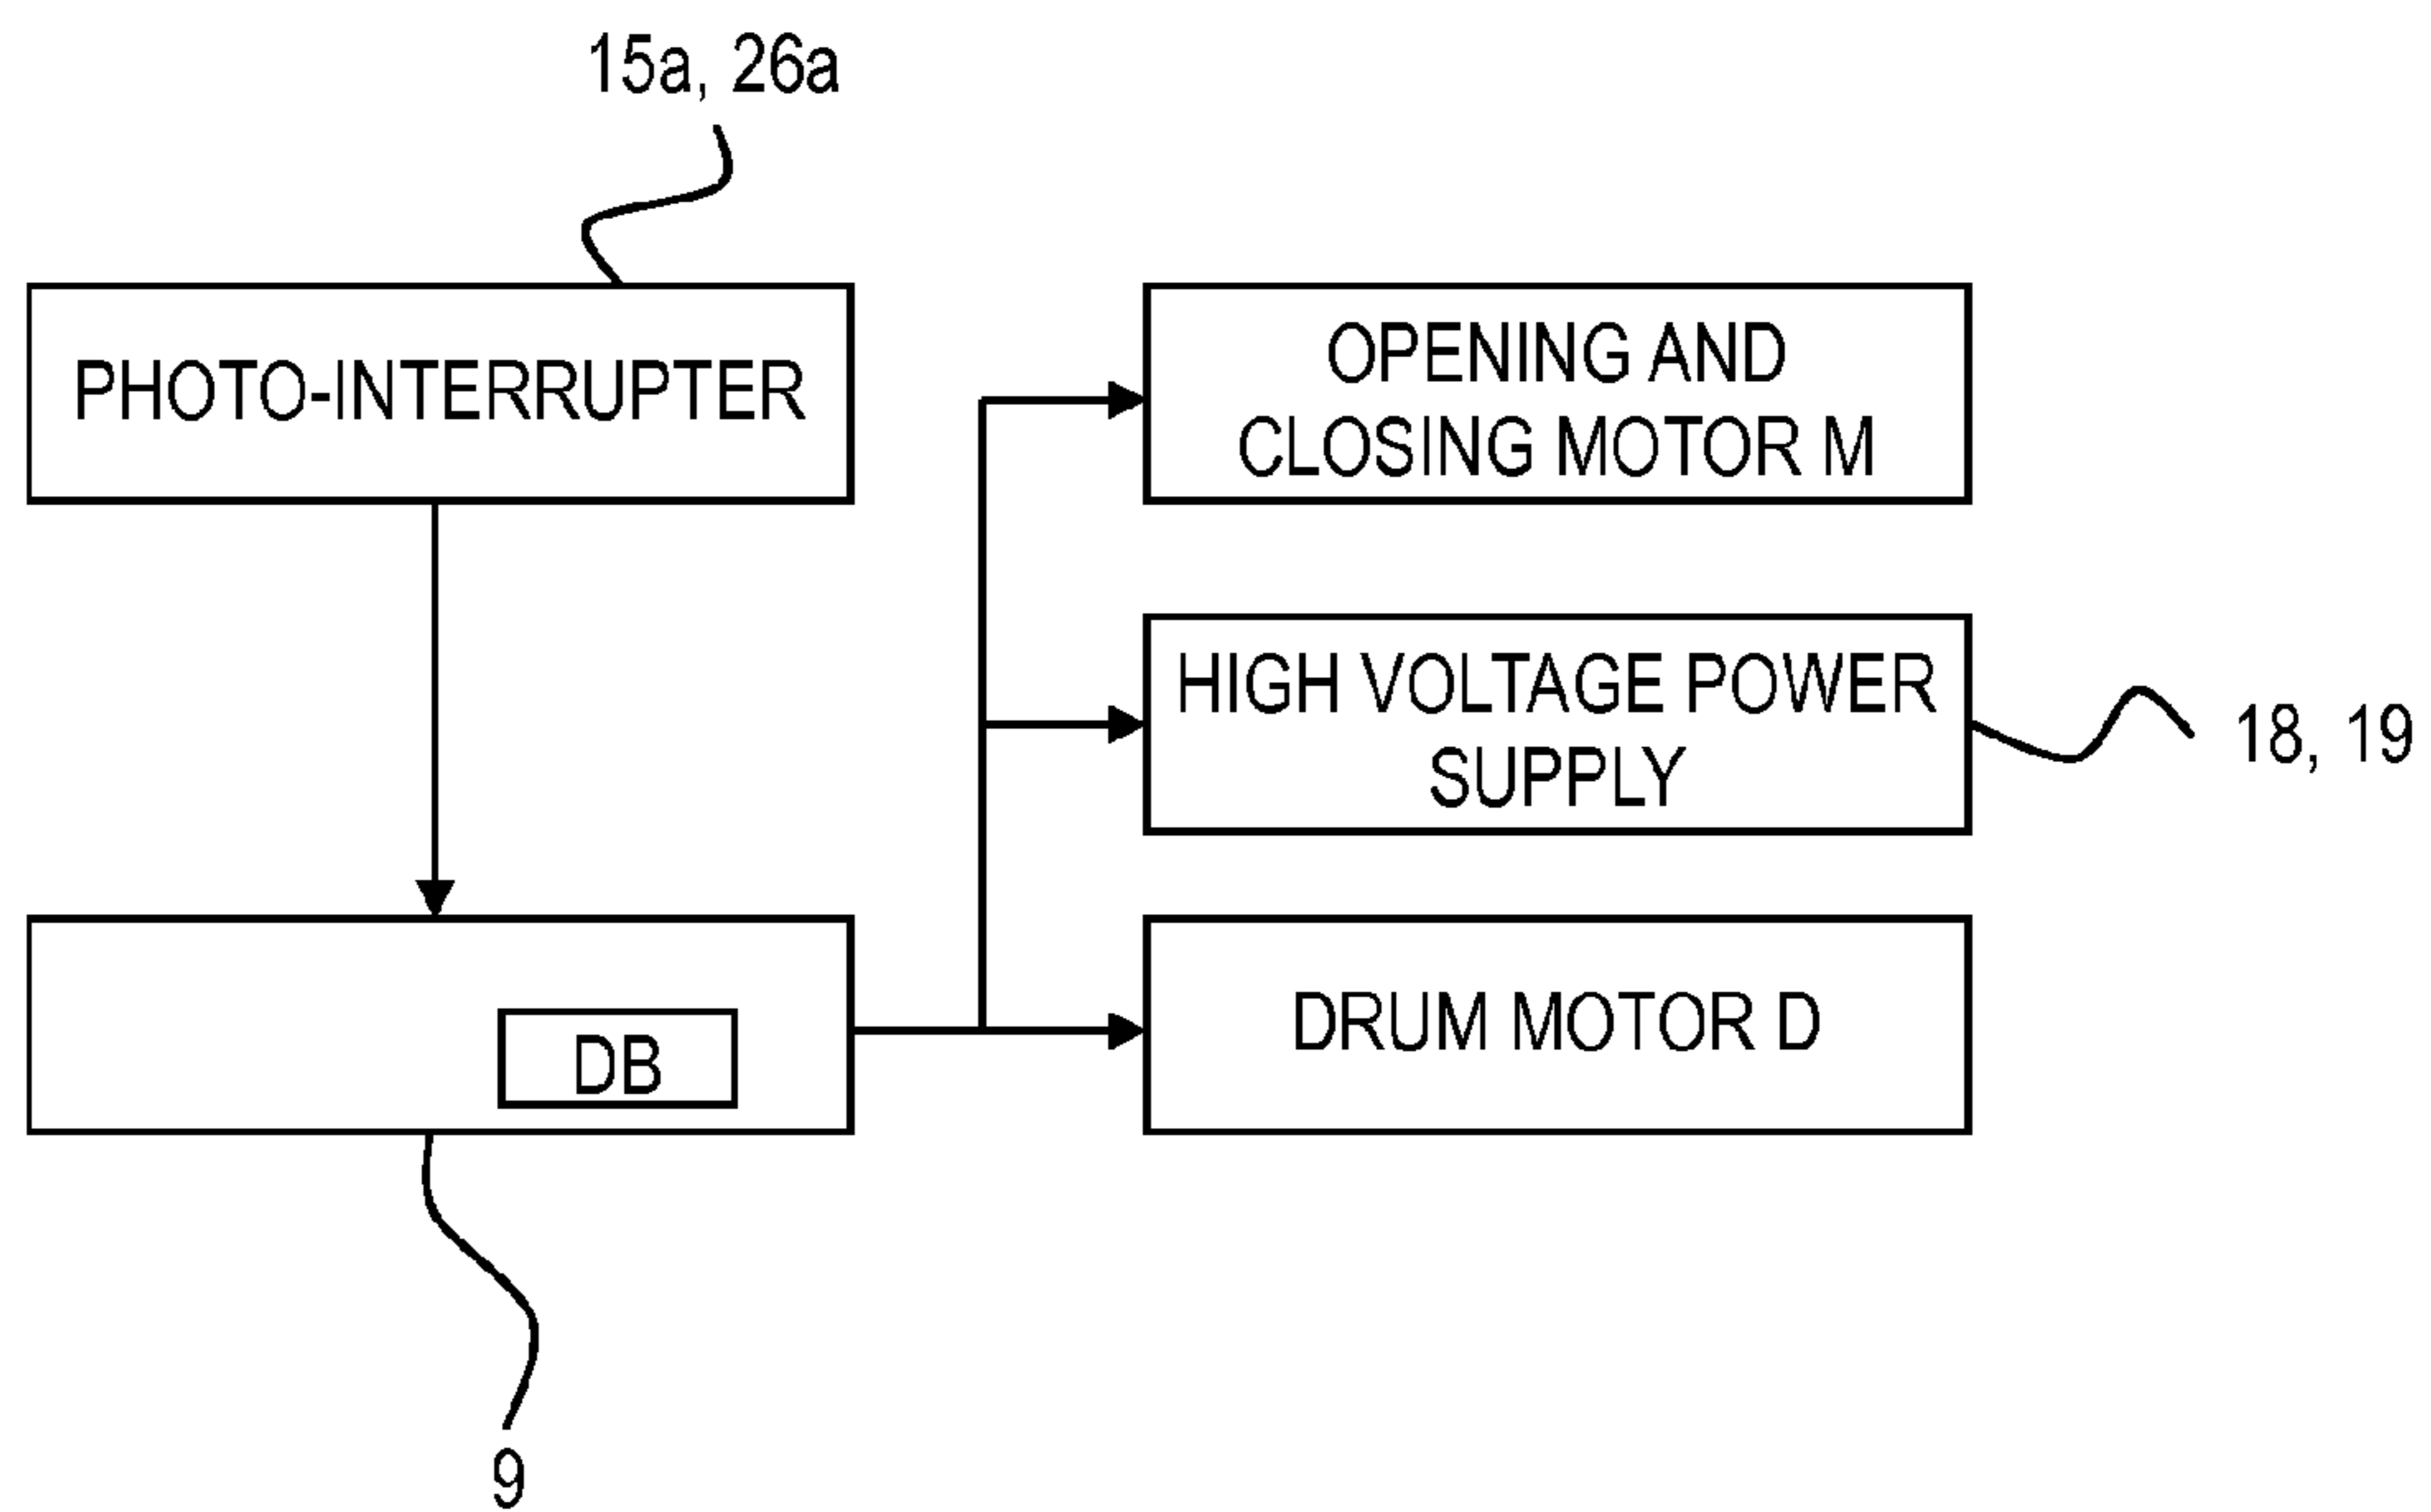 15a, 26a
PHOTO-INTERRUPTER
OPENING AND
CLOSING MOTOR M
HIGH VOLTAGE POWER
SUPPLY
18, 19
DB
DRUM MOTOR D
9